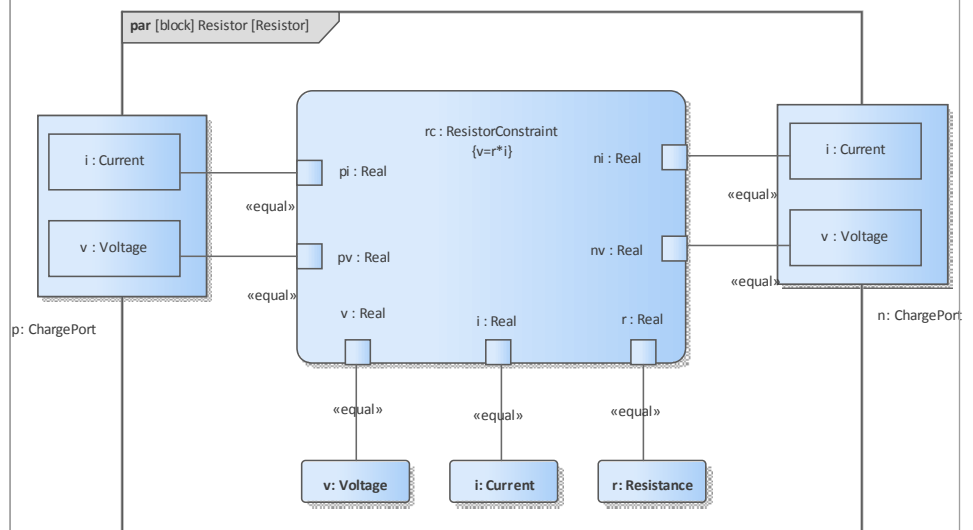 par [block] Resistor [Resistor]
rc : ResistorConstraint
{v=r*i}
i : Current
pi : Real
ni : Real
i : Current
«equal»
«equal»
v : Voltage
pv : Real
nv : Real
v : Voltage
«equal»
«equal»
p: ChargePort
v : Real
i : Real
r : Real
n: ChargePort
«equal»
«equal»
«equal»
v: Voltage
i: Current
r: Resistance